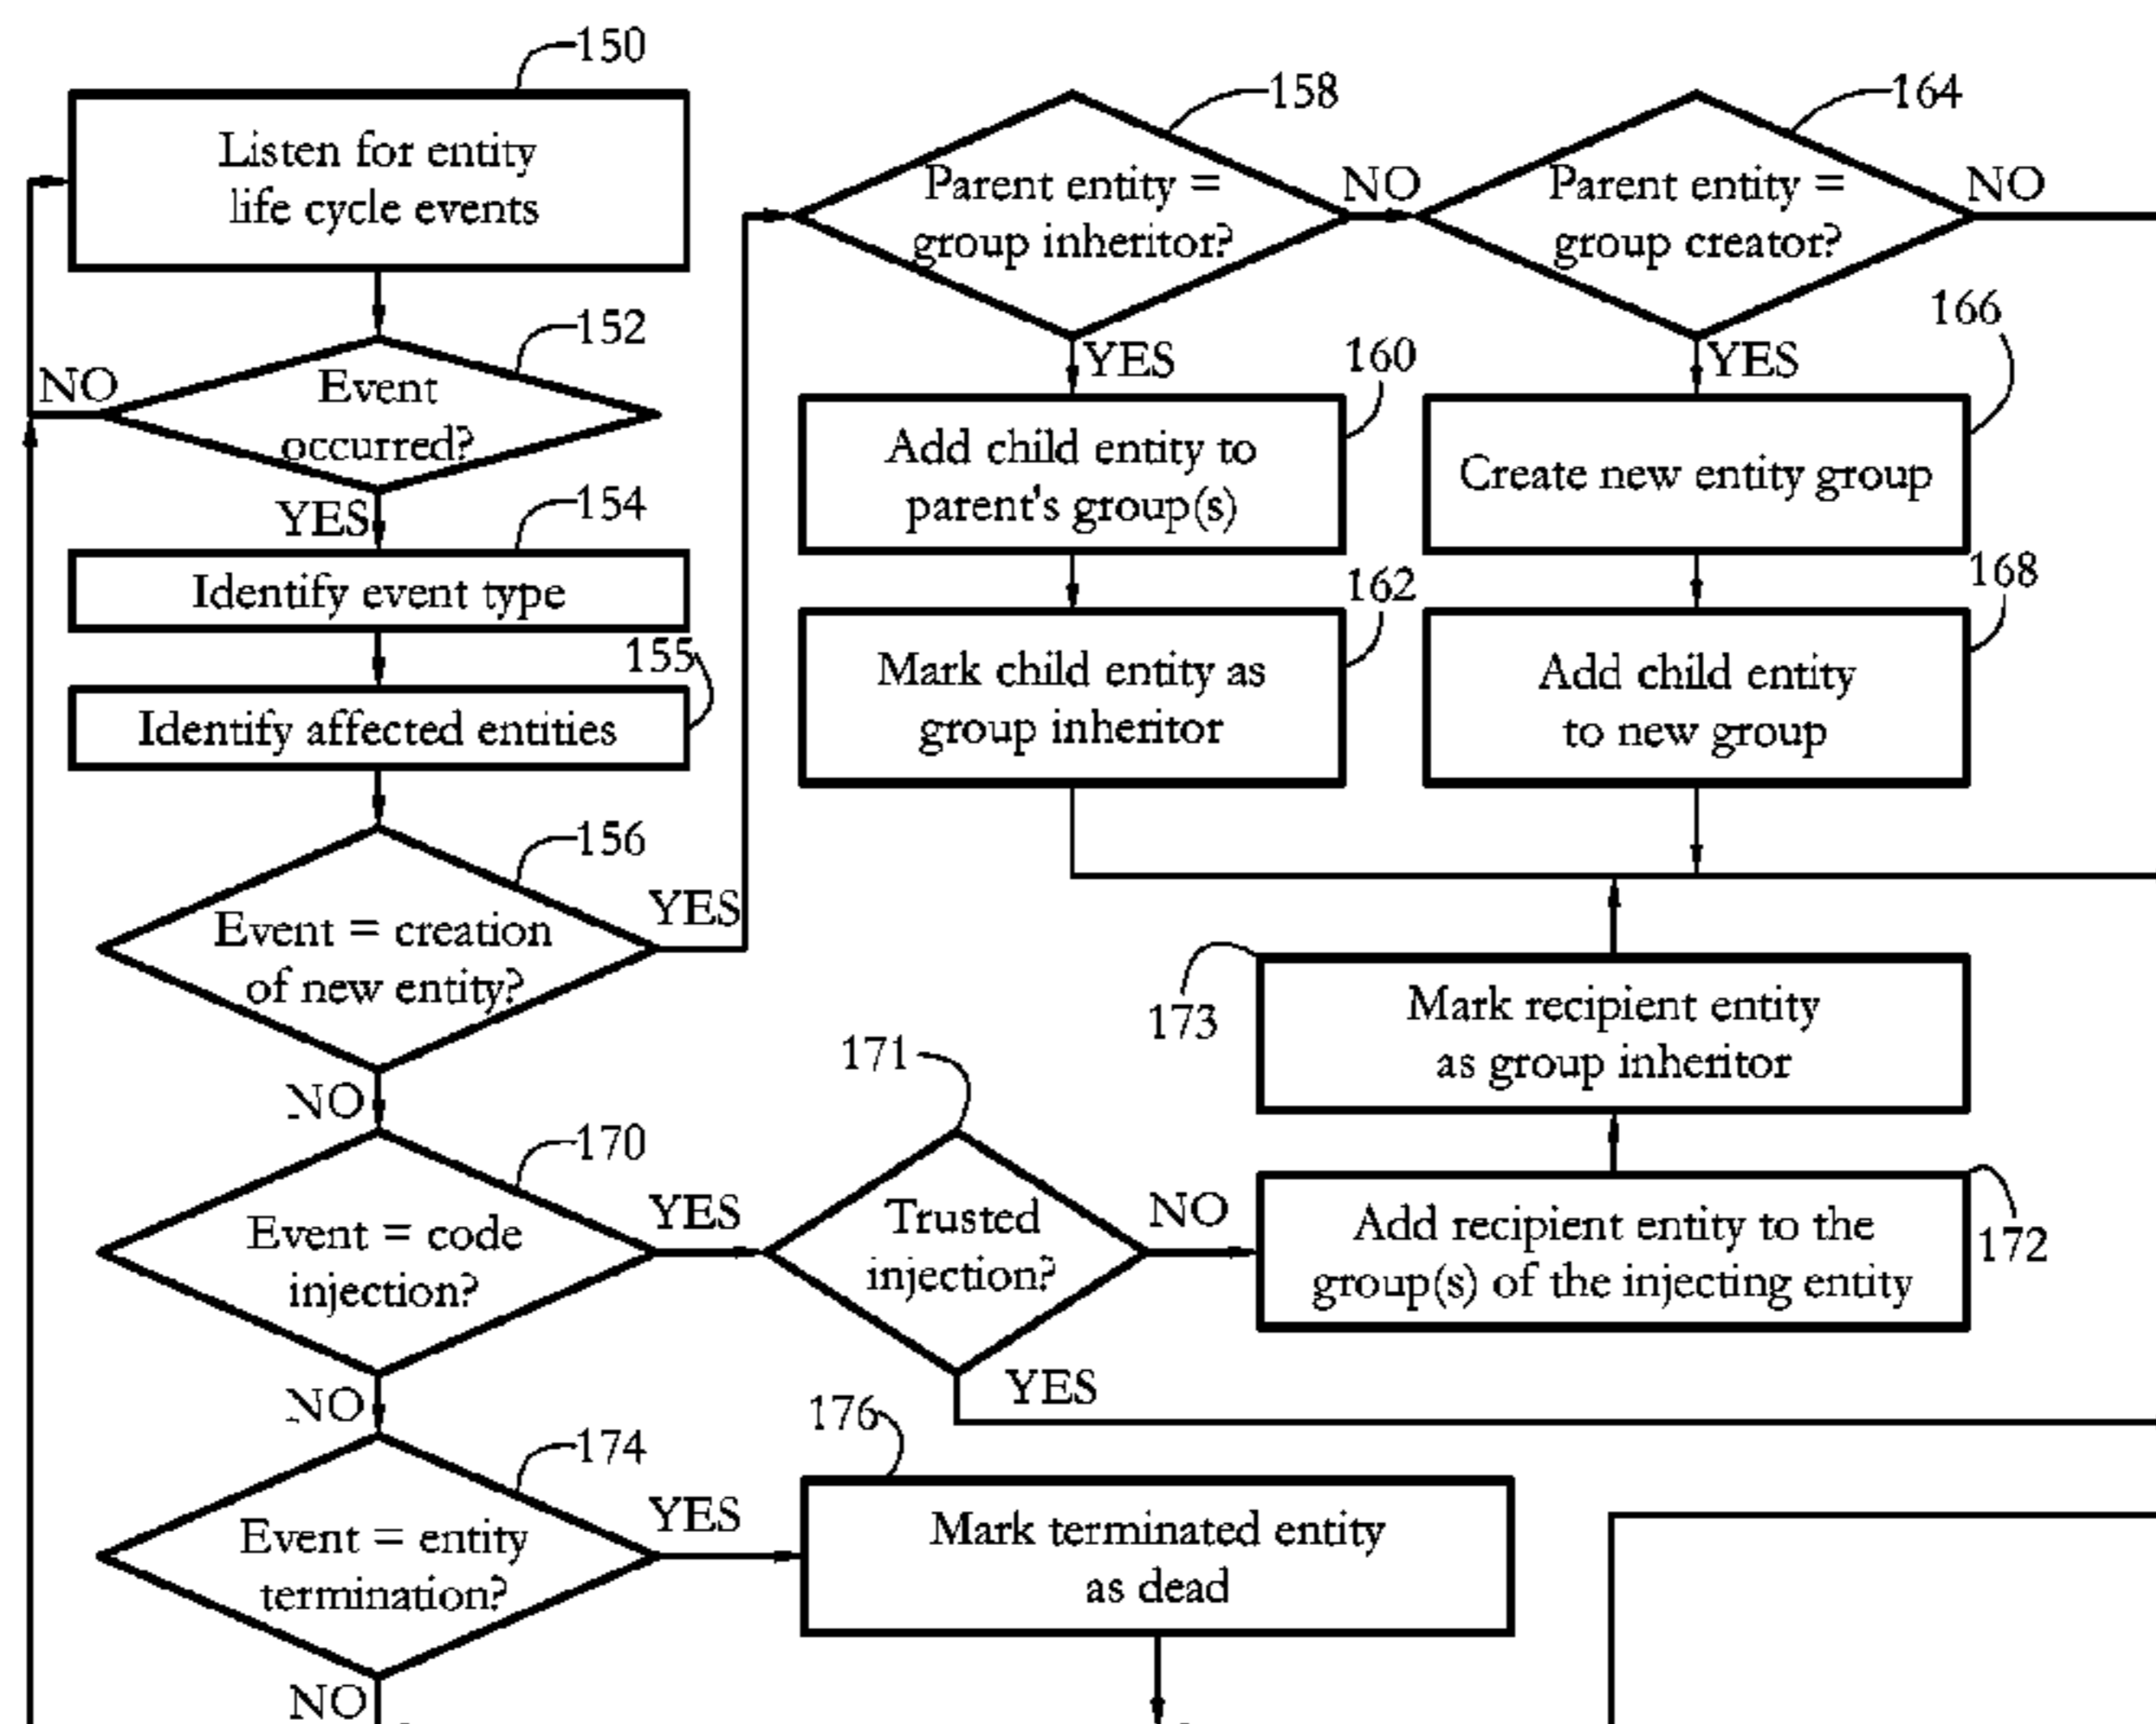 150
Listen for entity
life cycle events
152
Event
occurred?
NO
YES
154
Identify event type
155
Identify affected entities
156
Event = creation
of new entity?
YES
NO
158
Parent entity =
group inheritor?
NO
YES
160
Add child entity to
parent's group(s)
162
Mark child entity as
group inheritor
164
Parent entity =
group creator?
NO
YES
166
Create new entity group
168
Add child entity
to new group
170
Event = code
injection?
YES
NO
171
Trusted
injection?
NO
YES
172
Add recipient entity to the
group(s) of the injecting entity
173
Mark recipient entity
as group inheritor
174
Event = entity
termination?
YES
NO
176
Mark terminated entity
as dead